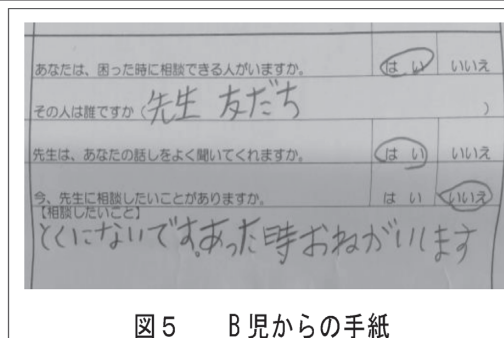 あなたは、困った時に相談できる人がいますか。 はい いいえ
その人は誰ですか（先生 友だち ）
先生は、あなたの話しをよく聞いてくれますか。 はい いいえ
今、先生に相談したいことがありますか。 はい いいえ
【相談したいこと】
とくにないです。あった時おねがいします
図５ B児からの手紙